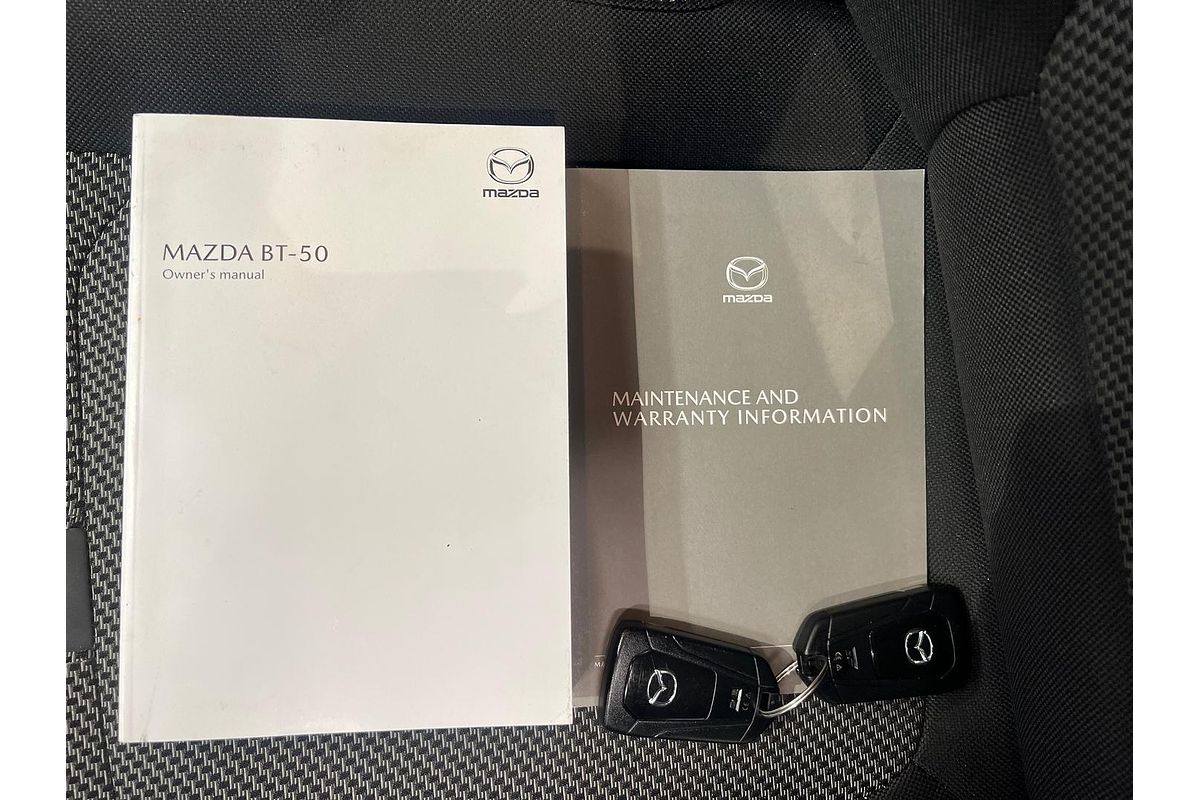 mazda
MAZDA BT-50
Owner's manual
mazda
MAINTENANCE AND
WARRANTY INFORMATION